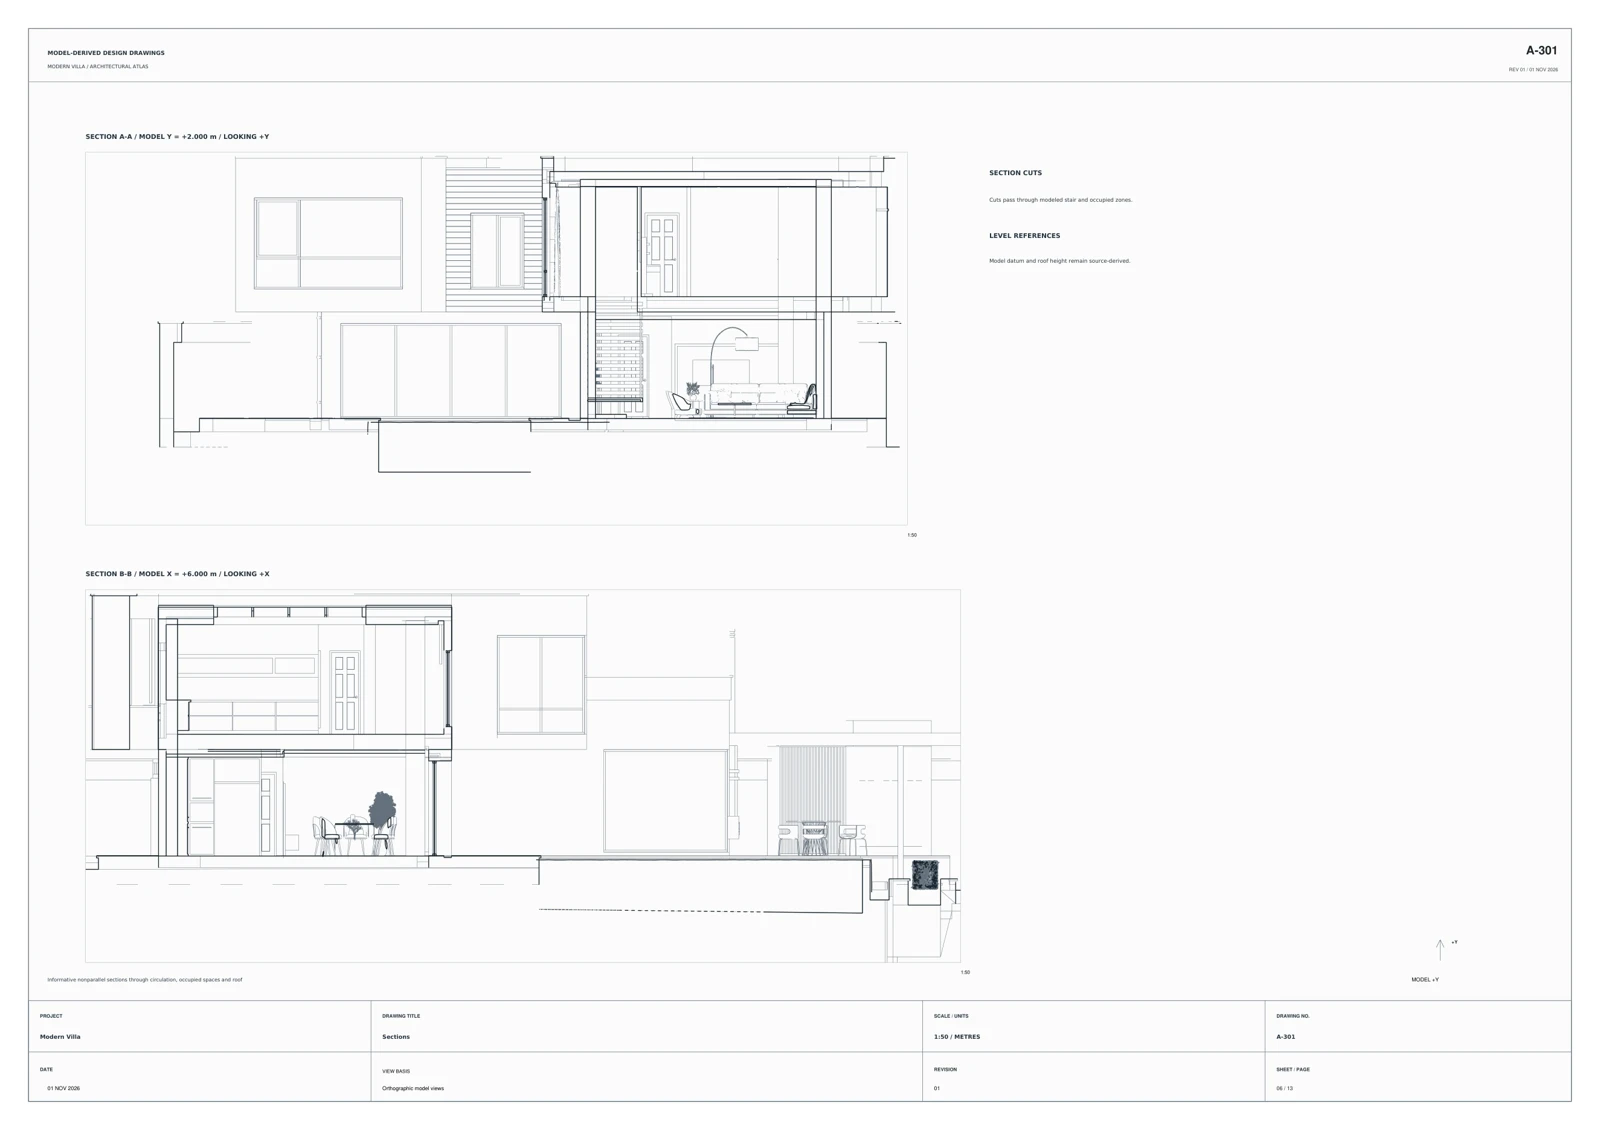 MODEL-DERIVED DESIGN DRAWINGS
MODERN VILLA / ARCHITECTURAL ATLAS
A-301
REV 01 / 01 NOV 2026
SECTION A-A / MODEL Y = +2.000 m / LOOKING +Y
SECTION CUTS
Cuts pass through modeled stair and occupied zones.
LEVEL REFERENCES
Model datum and roof height remain source-derived.
1:50
SECTION B-B / MODEL X = +6.000 m / LOOKING +X
+Y
1:50
Informative nonparallel sections through circulation, occupied spaces and roof
MODEL +Y
PROJECT
Modern Villa
DRAWING TITLE
Sections
SCALE / UNITS
1:50 / METRES
DRAWING NO.
A-301
DATE
01 NOV 2026
VIEW BASIS
Orthographic model views
REVISION
01
SHEET / PAGE
06 / 13